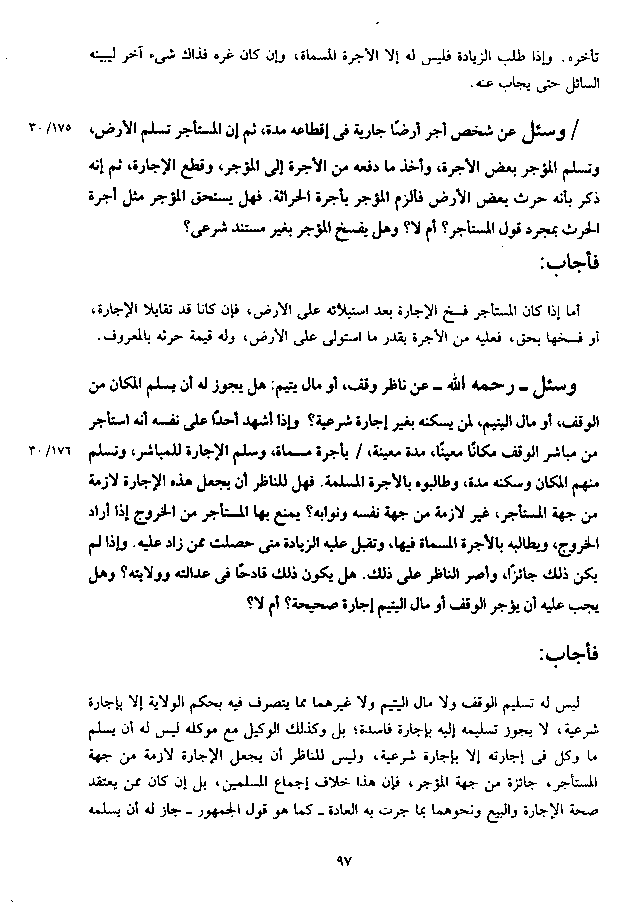 تأخره. وإذا طلب الزيادة فليس له إلا الأجرة المسماة، وإن كان غره فذاك شىء آخر ليبينه
السائل حتى يجاب عنه.
/ وسئل عن شخص أجر أرضًا جارية فى إقطاعه مدة، ثم إن المستأجر تسلم الأرض، ٣٠/١٧٥
وتسلم المؤجر بعض الأجرة، وأخذ ما دفعه من الأجرة إلى المؤجر، وقطع الإجارة، ثم إنه
ذكر بأنه حرث بعض الأرض فألزم المؤجر بأجرة الحراثة. فهل يستحق المؤجر مثل أجرة
الحرث بمجرد قول المستأجر؟ أم لا؟ وهل يفسخ المؤجر بغير مستند شرعى؟
فأجاب:
أما إذا كان المستأجر فسخ الإجارة بعد استيلائه على الأرض، فإن كانا قد تقايلا الإجارة،
أو فسخها بحق، فعليه من الأجرة بقدر ما استولى على الأرض، وله قيمة حرثه بالمعروف.
وسئل ـ رحمه الله ـ عن ناظر وقف، أو مال يتيم: هل يجوز له أن يسلم المكان من
الوقف، أو مال اليتيم، لمن يسكنه بغير إجارة شرعية؟ وإذا أشهد أحدًا على نفسه أنه استأجر
من مباشر الوقف مكانًا معينًا، مدة معينة، / بأجرة مسماة، وسلم الإجارة للمباشر، وتسلم ٣٠/١٧٦
منهم المكان وسكنه مدة، وطالبوه بالأجرة المسلمة. فهل للناظر أن يجعل هذه الإجارة لازمة
من جهة المستأجر، غير لازمة من جهة نفسه ونوابه؟ يمنع بها المستأجر من الخروج إذا أراد
الخروج، ويطالبه بالأجرة المسماة فيها، وتقبل عليه الزيادة متى حصلت ممن زاد عليه. وإذا لم
يكن ذلك جائزًا، وأصر الناظر على ذلك. هل يكون ذلك قادحًا فى عدالته وولايته؟ وهل
يجب عليه أن يؤجر الوقف أو مال اليتيم إجارة صحيحة؟ أم لا؟
فأجاب:
ليس له تسليم الوقف ولا مال اليتيم ولا غيرهما مما يتصرف فيه بحكم الولاية إلا بإجارة
شرعية، لا يجوز تسليمه إليه بإجارة فاسدة؛ بل وكذلك الوكيل مع موكله ليس له أن يسلم
ما وكل فى إجارته إلا بإجارة شرعية، وليس للناظر أن يجعل الإجارة لازمة من جهة
المستأجر، جائزة من جهة المؤجر، فإن هذا خلاف إجماع المسلمين، بل إن كان ممن يعتقد
صحة الإجارة والبيع ونحوهما بما جرت به العادة ـ كما هو قول الجمهور ـ جاز له أن يسلمه
٩٧